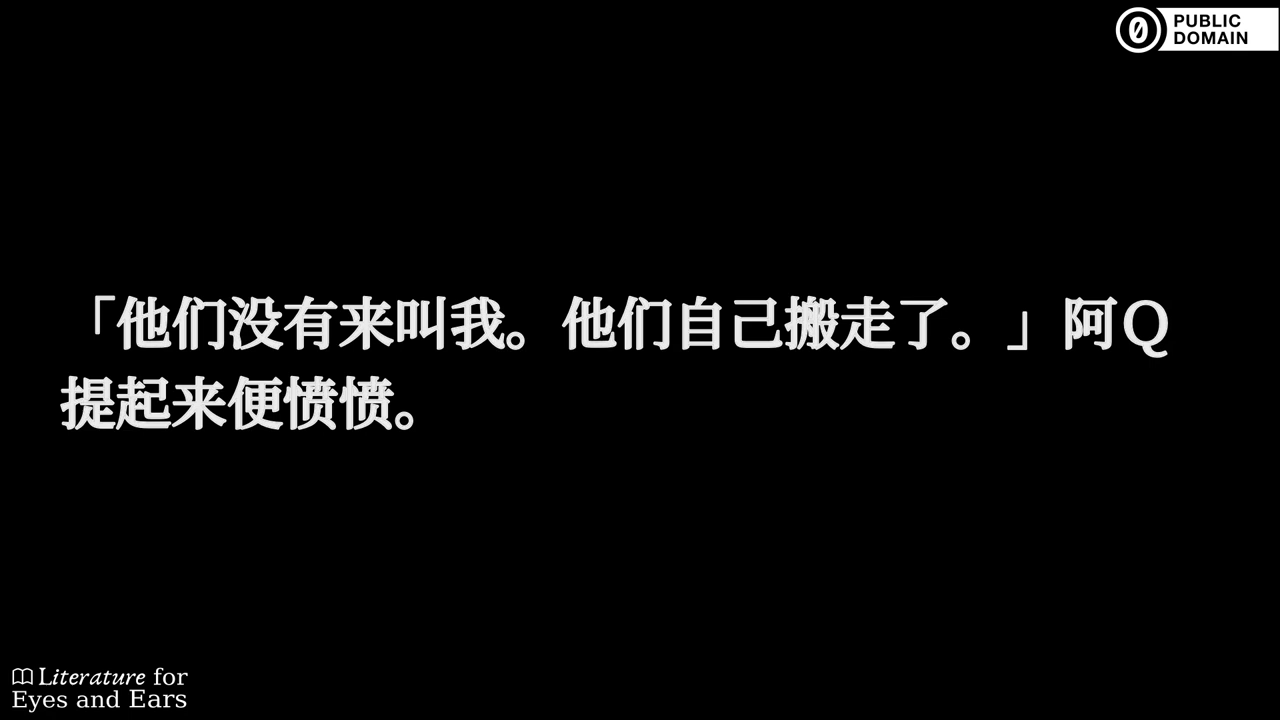 PUBLIC
DOMAIN
「他们没有来叫我。他们自己搬走了。」阿Q
提起来便愤愤。
Literature for
Eyes and Ears